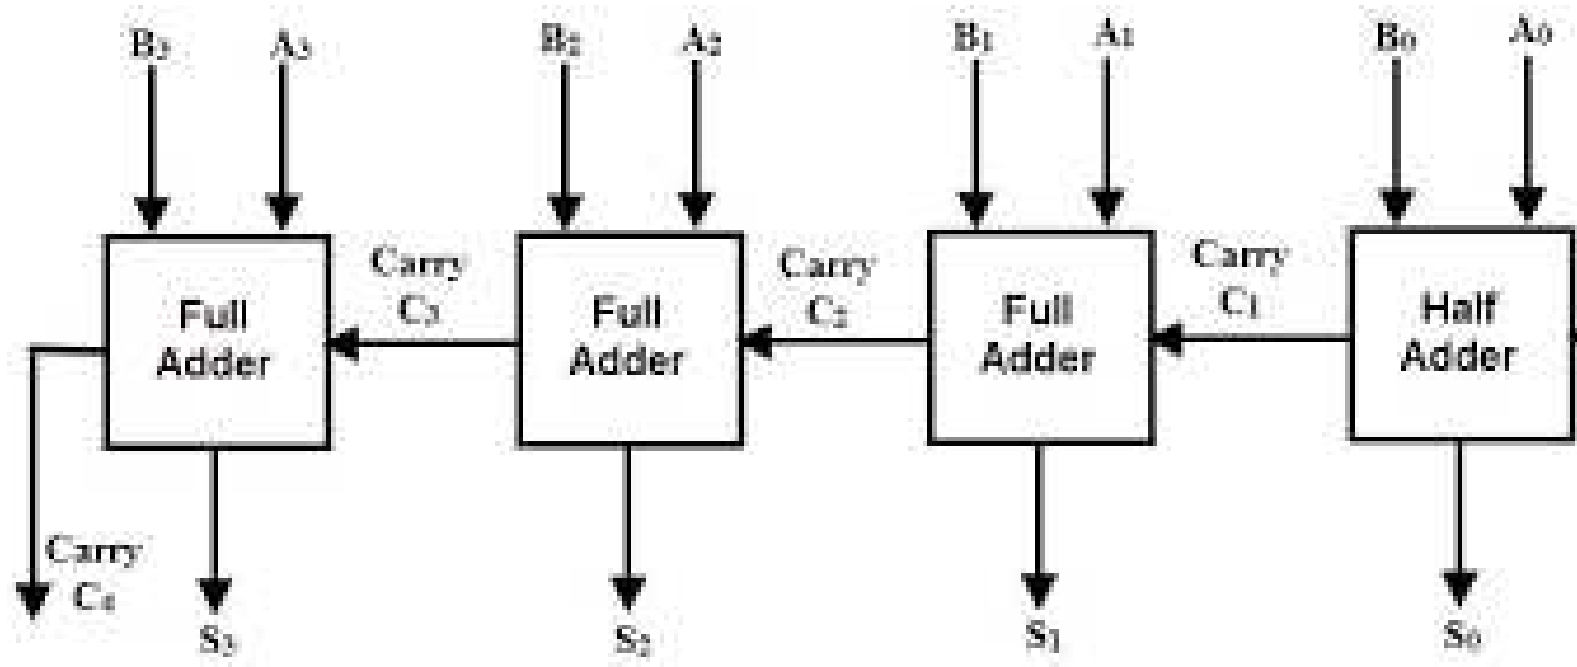 B3 A3 B2 A2 B1 A1 B0 A0
Carry
C3
Carry
C2
Carry
C1
Full
Adder
Full
Adder
Full
Adder
Half
Adder
Carry
C4
S3 S2 S1 S0